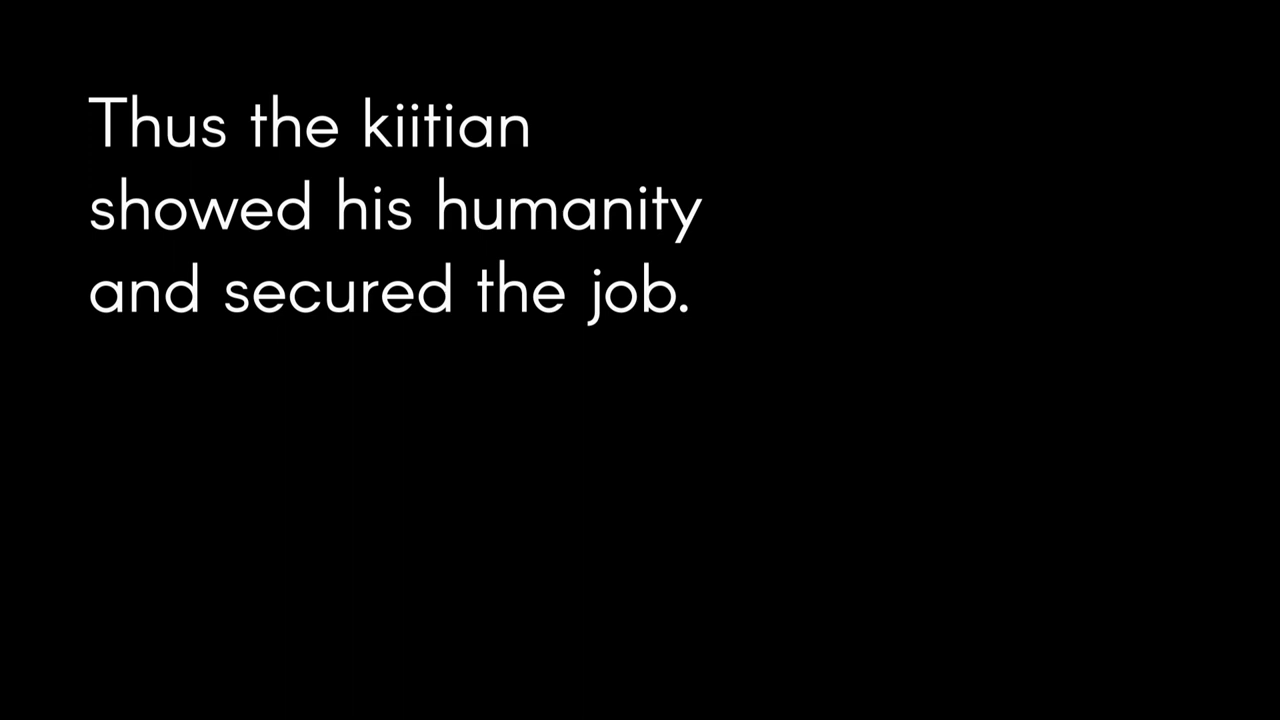 Thus the kiitian
showed his humanity
and secured the job.